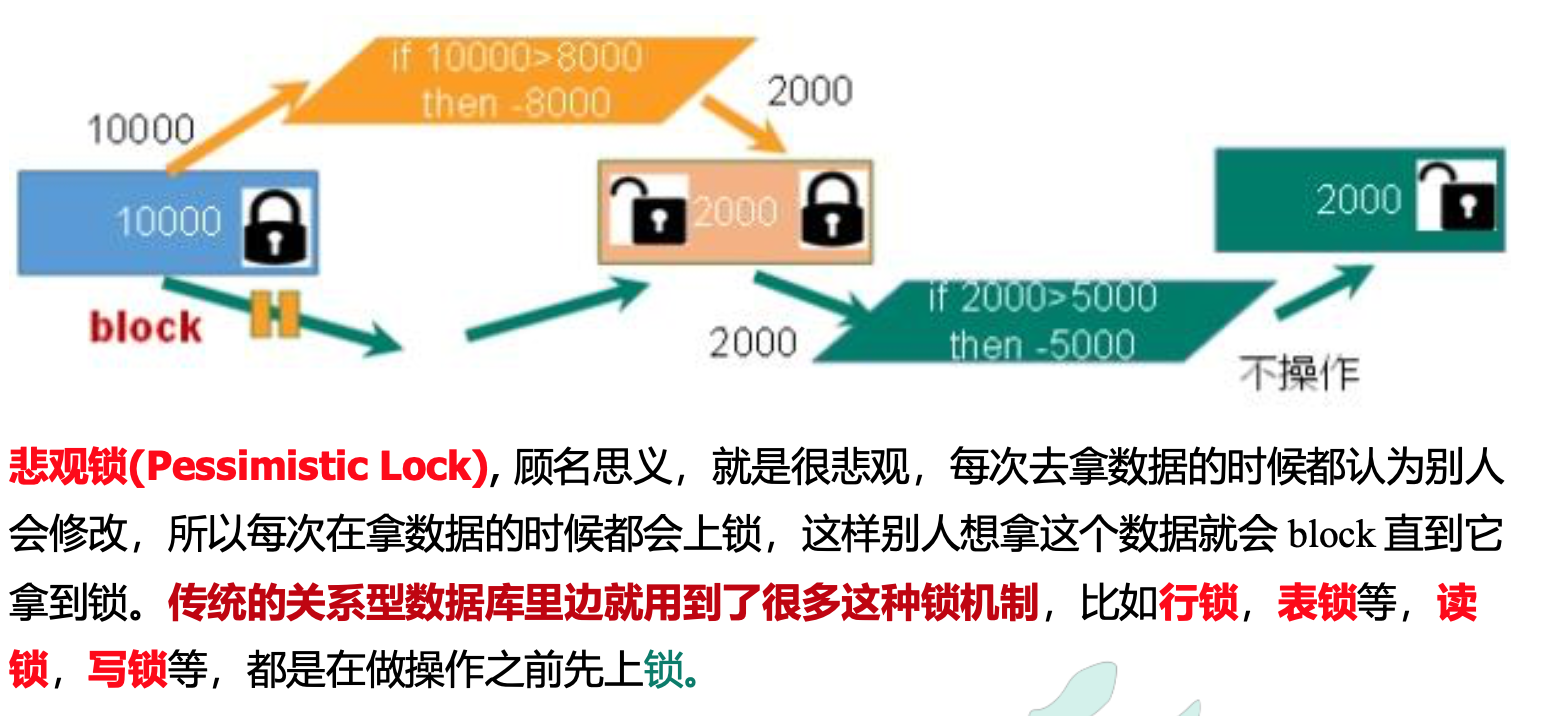 if 10000>8000
then -8000
10000
2000
10000
2000
2000
block
if 2000>5000
then -5000
2000
不操作
悲观锁(Pessimistic Lock), 顾名思义，就是很悲观，每次去拿数据的时候都认为别人
会修改，所以每次在拿数据的时候都会上锁，这样别人想拿这个数据就会 block 直到它
拿到锁。传统的关系型数据库里边就用到了很多这种锁机制，比如行锁，表锁等，读
锁，写锁等，都是在做操作之前先上锁。